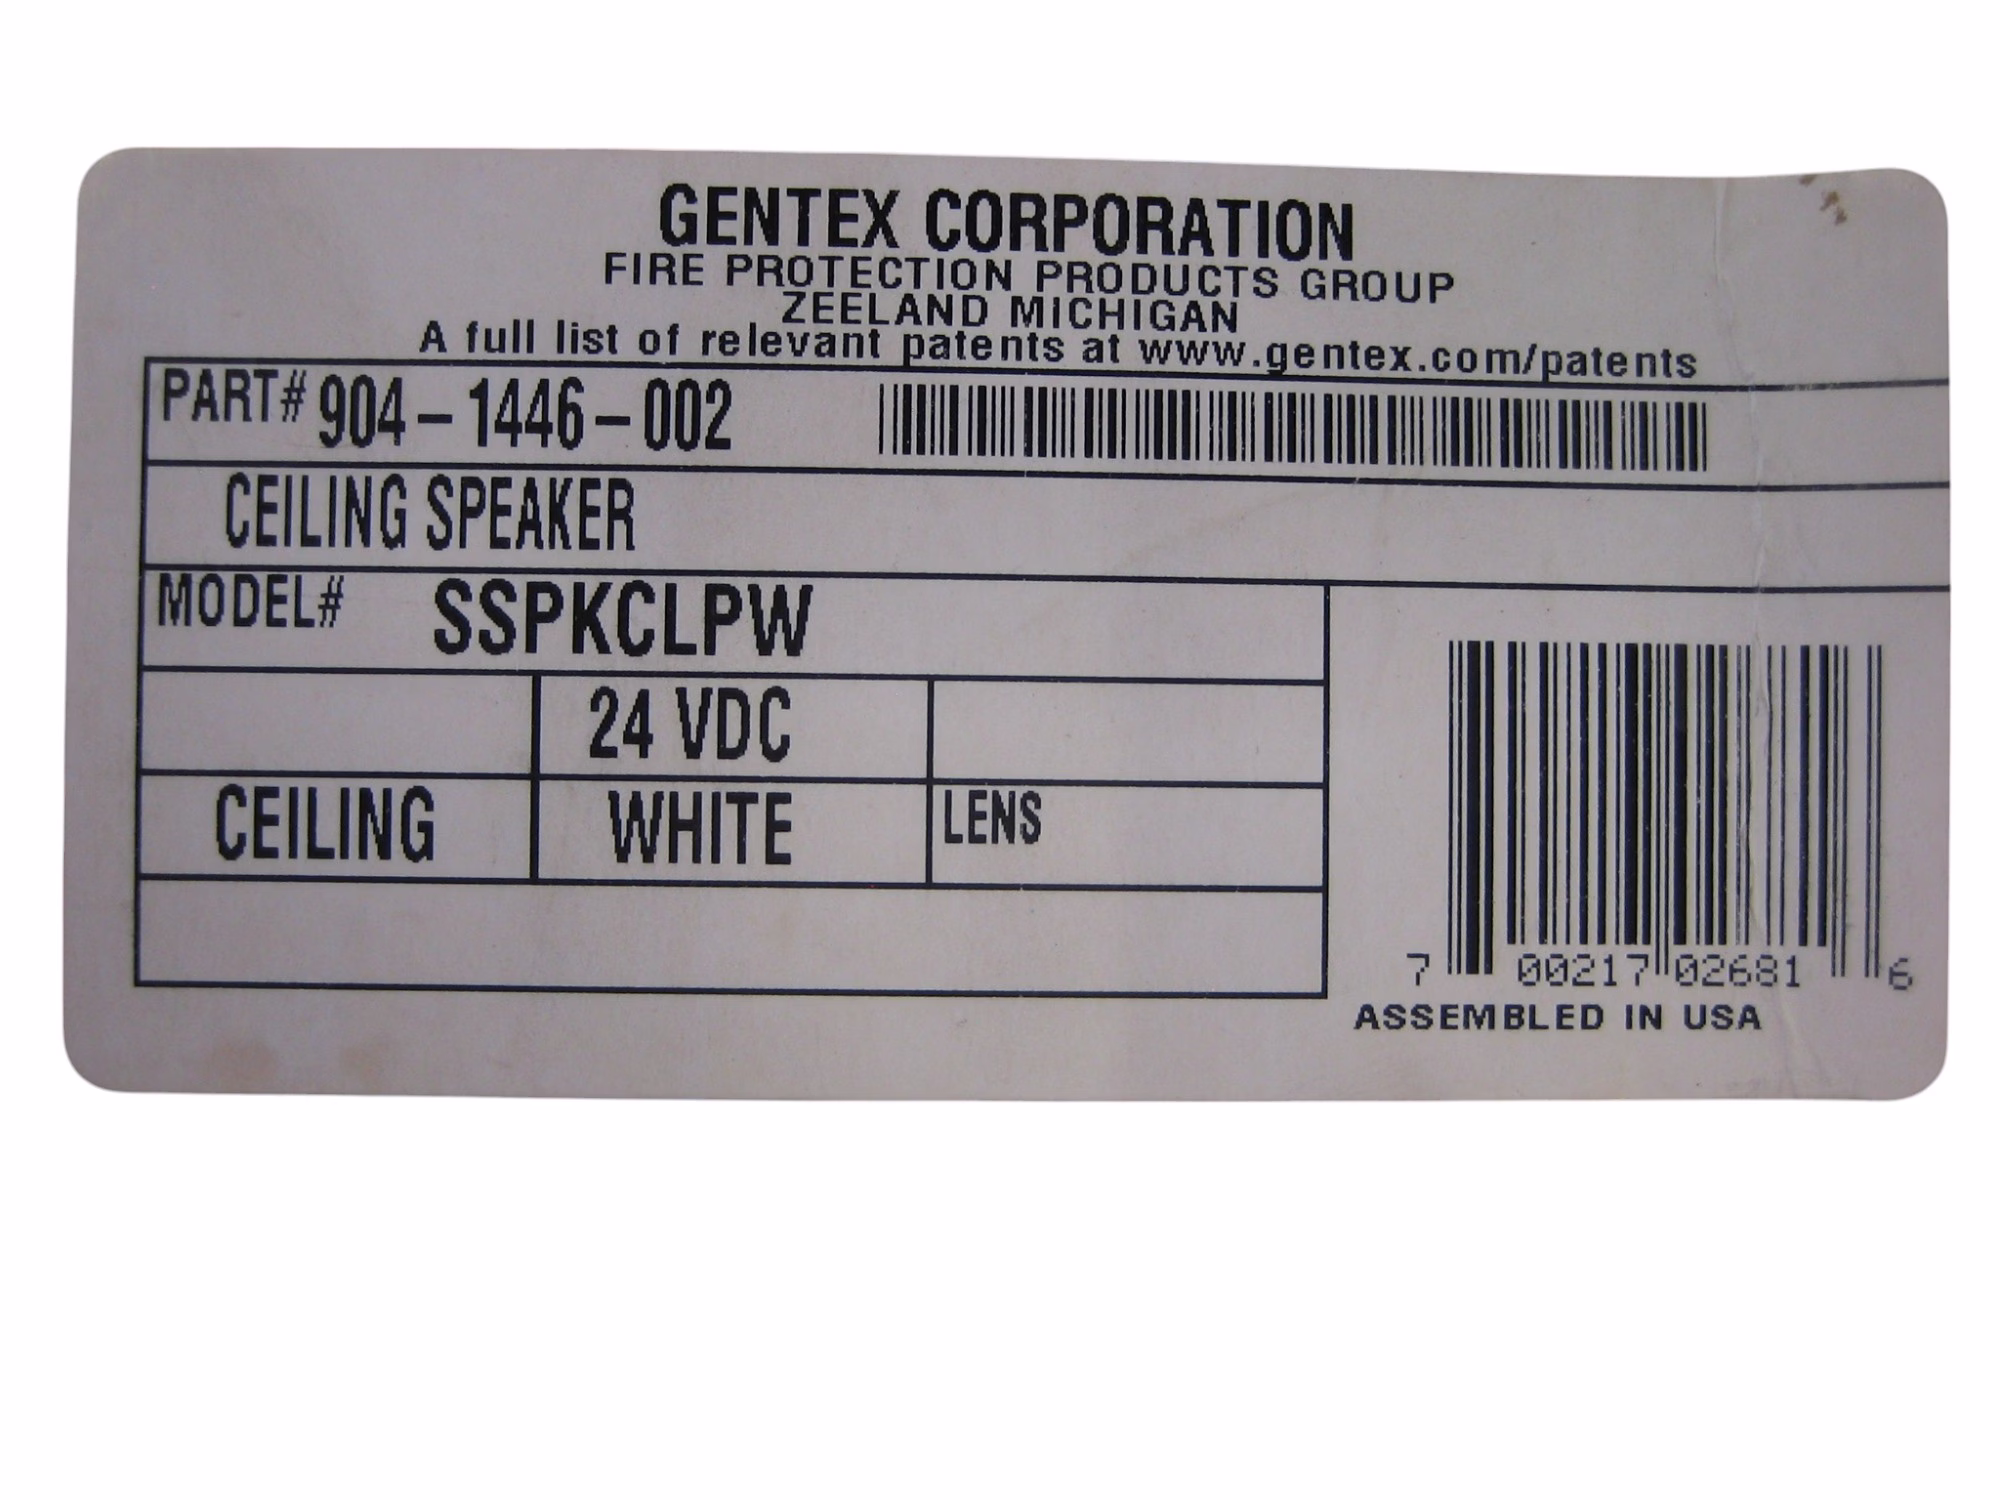 GENTEX CORPORATION
FIRE PROTECTION PRODUCTS GROUP
ZEELAND MICHIGAN
A full list of relevant patents at www.gentex.com/patents
PART# 904-1446-002
CEILING SPEAKER
MODEL# SSPKCLPW
24 VDC
CEILING WHITE LENS
7 00217 02681 6
ASSEMBLED IN USA